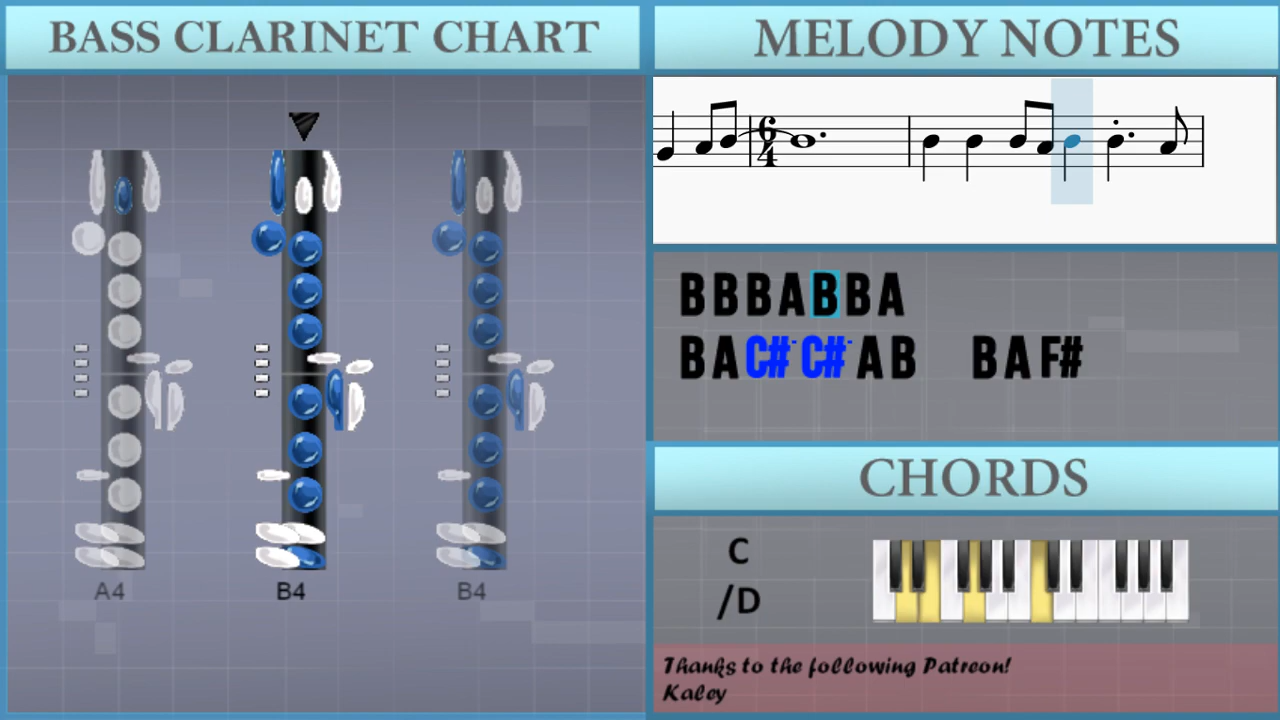 BASS CLARINET CHART
A4
B4
B4
MELODY NOTES
6
4
BBBABBA
BAC#-C#-AB BAF#
CHORDS
C
/D
Thanks to the following Patreon!
Kaley